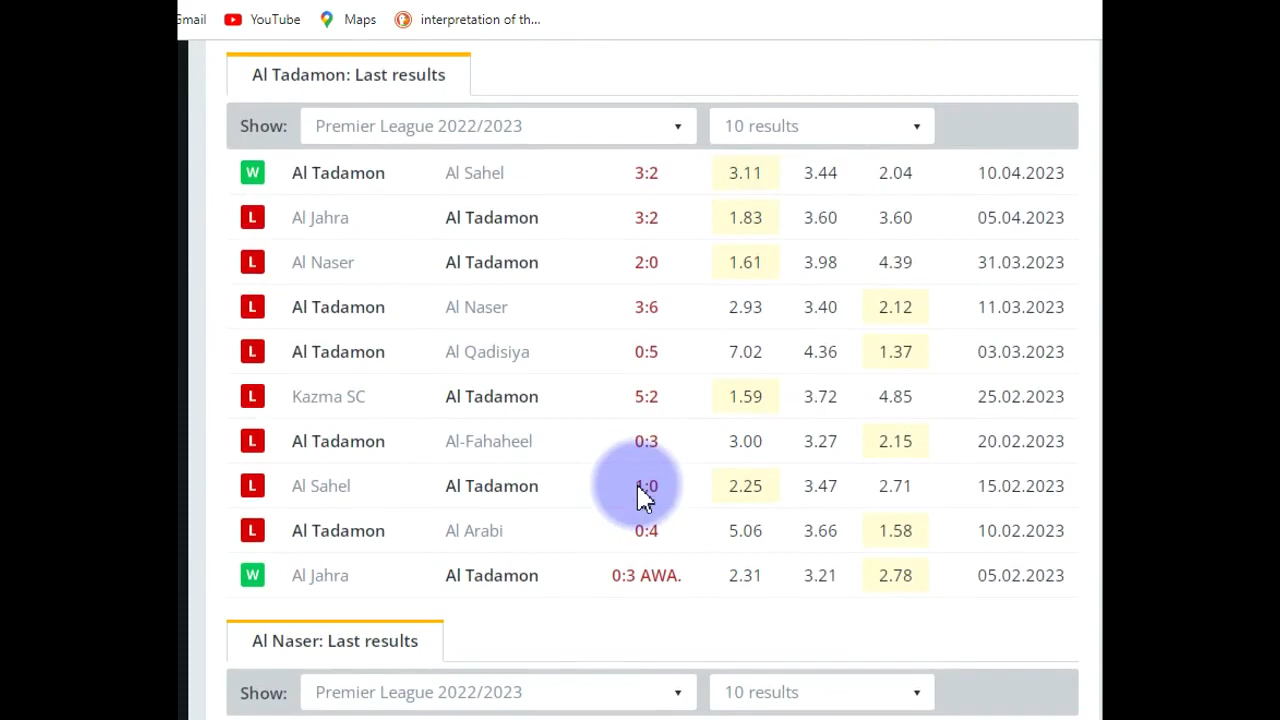 Gmail YouTube Maps interpretation of th...
Al Tadamon: Last results
Show: Premier League 2022/2023 10 results
W Al Tadamon Al Sahel 3:2 3.11 3.44 2.04 10.04.2023
L Al Jahra Al Tadamon 3:2 1.83 3.60 3.60 05.04.2023
L Al Naser Al Tadamon 2:0 1.61 3.98 4.39 31.03.2023
L Al Tadamon Al Naser 3:6 2.93 3.40 2.12 11.03.2023
L Al Tadamon Al Qadisiya 0:5 7.02 4.36 1.37 03.03.2023
L Kazma SC Al Tadamon 5:2 1.59 3.72 4.85 25.02.2023
L Al Tadamon Al-Fahaheel 0:3 3.00 3.27 2.15 20.02.2023
L Al Sahel Al Tadamon 1:0 2.25 3.47 2.71 15.02.2023
L Al Tadamon Al Arabi 0:4 5.06 3.66 1.58 10.02.2023
W Al Jahra Al Tadamon 0:3 AWA. 2.31 3.21 2.78 05.02.2023
Al Naser: Last results
Show: Premier League 2022/2023 10 results